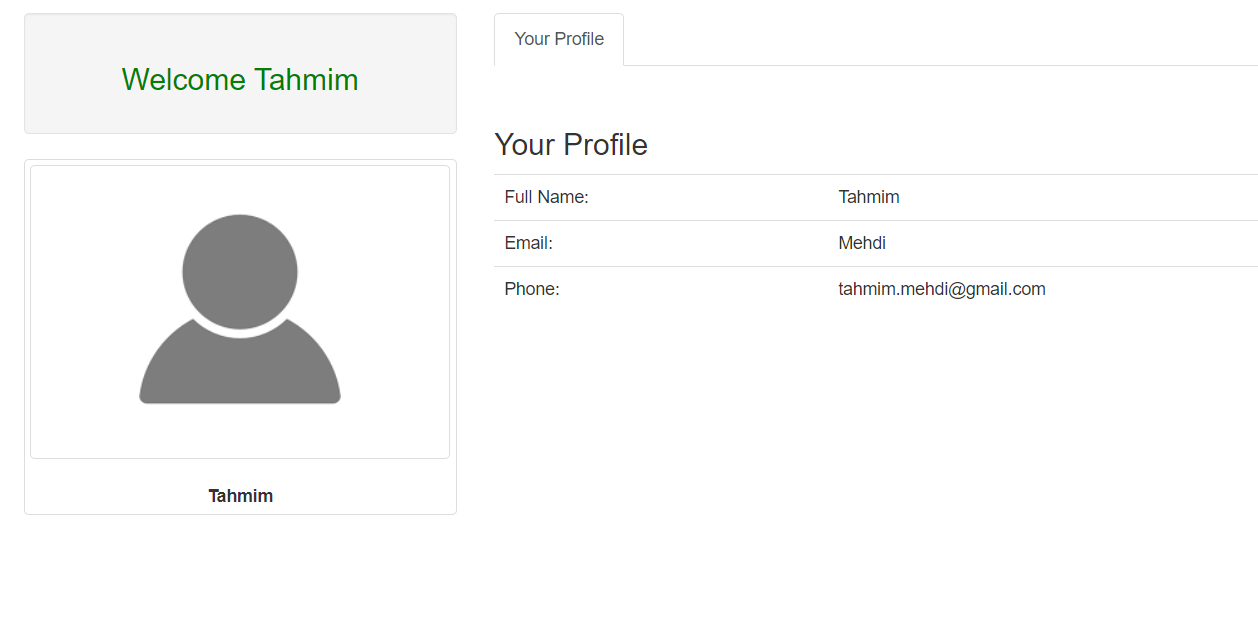 Welcome Tahmim
Tahmim
Your Profile
Your Profile
Full Name: Tahmim
Email: Mehdi
Phone: tahmim.mehdi@gmail.com